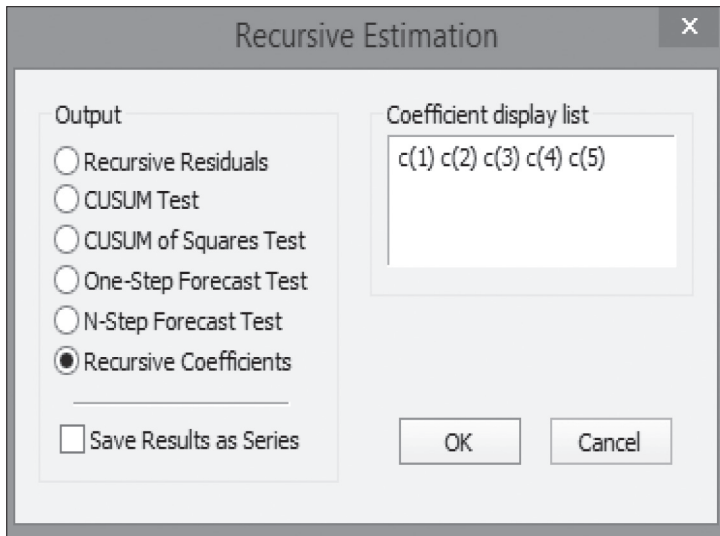 Recursive Estimation
X
Output
Recursive Residuals
CUSUM Test
CUSUM of Squares Test
One-Step Forecast Test
N-Step Forecast Test
Recursive Coefficients
Save Results as Series
Coefficient display list
c(1) c(2) c(3) c(4) c(5)
OK
Cancel